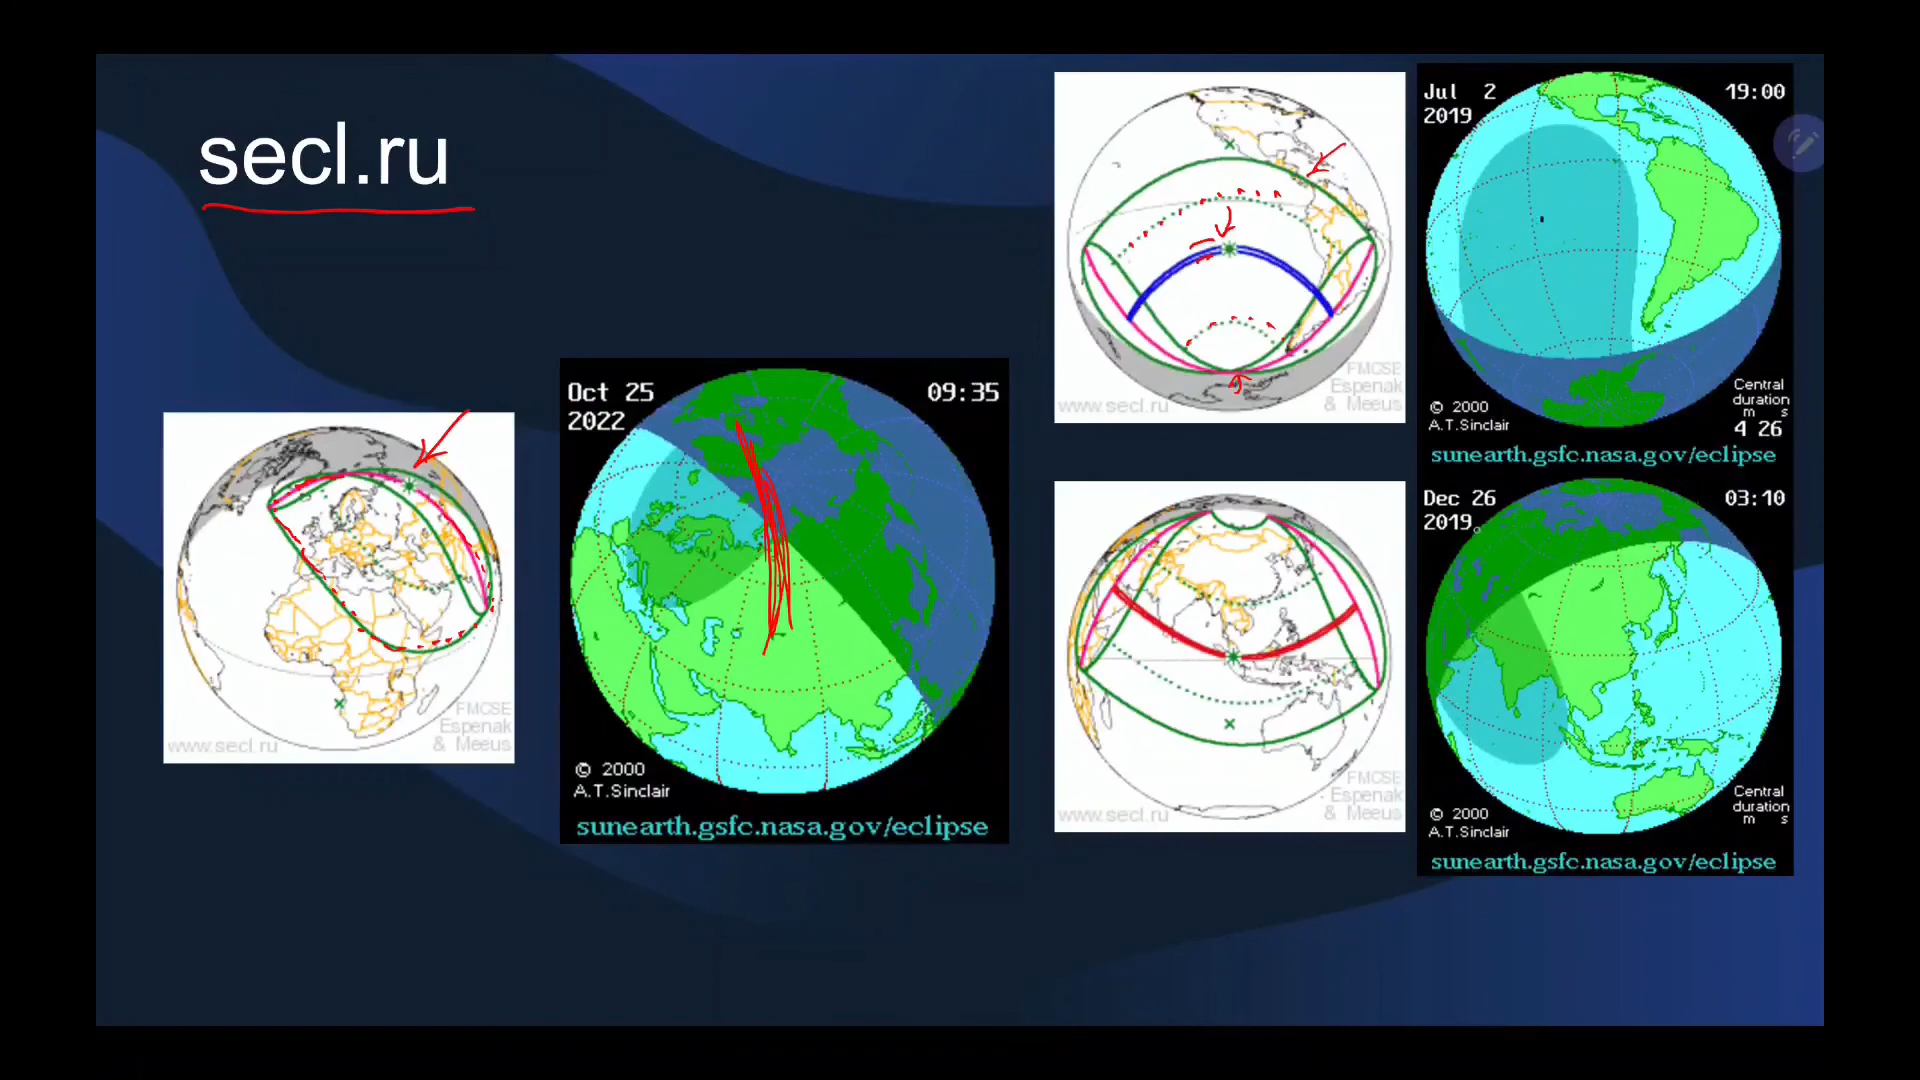 secl.ru
FMCSE
Espenak
& Meeus
www.secl.ru
Oct 25
2022
09:35
© 2000
A.T.Sinclair
sunearth.gsfc.nasa.gov/eclipse
FMCSE
Espenak
& Meeus
www.secl.ru
Jul 2
2019
19:00
Central
duration
m s
4 26
© 2000
A.T.Sinclair
sunearth.gsfc.nasa.gov/eclipse
FMCSE
Espenak
& Meeus
www.secl.ru
Dec 26
2019
03:10
Central
duration
m s
© 2000
A.T.Sinclair
sunearth.gsfc.nasa.gov/eclipse